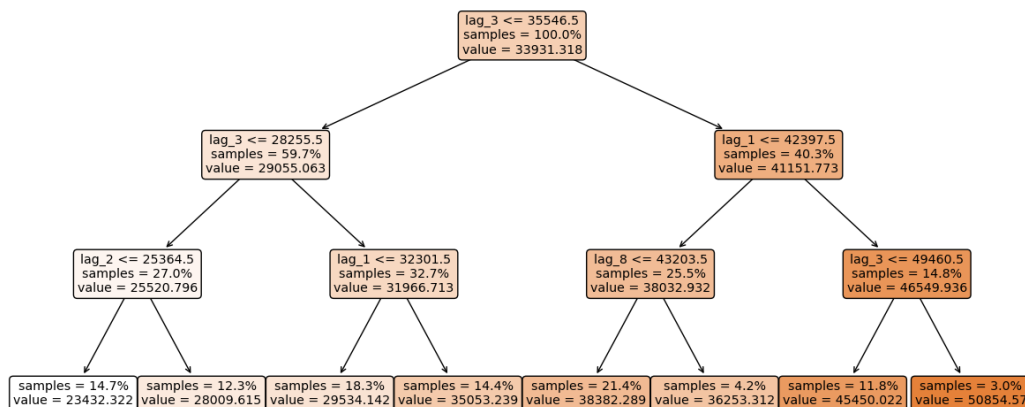 lag_3 <= 35546.5
samples = 100.0%
value = 33931.318
lag_3 <= 28255.5
samples = 59.7%
value = 29055.063
lag_1 <= 42397.5
samples = 40.3%
value = 41151.773
lag_2 <= 25364.5
samples = 27.0%
value = 25520.796
lag_1 <= 32301.5
samples = 32.7%
value = 31966.713
lag_8 <= 43203.5
samples = 25.5%
value = 38032.932
lag_3 <= 49460.5
samples = 14.8%
value = 46549.936
samples = 14.7%
value = 23432.322
samples = 12.3%
value = 28009.615
samples = 18.3%
value = 29534.142
samples = 14.4%
value = 35053.239
samples = 21.4%
value = 38382.289
samples = 4.2%
value = 36253.312
samples = 11.8%
value = 45450.022
samples = 3.0%
value = 50854.57